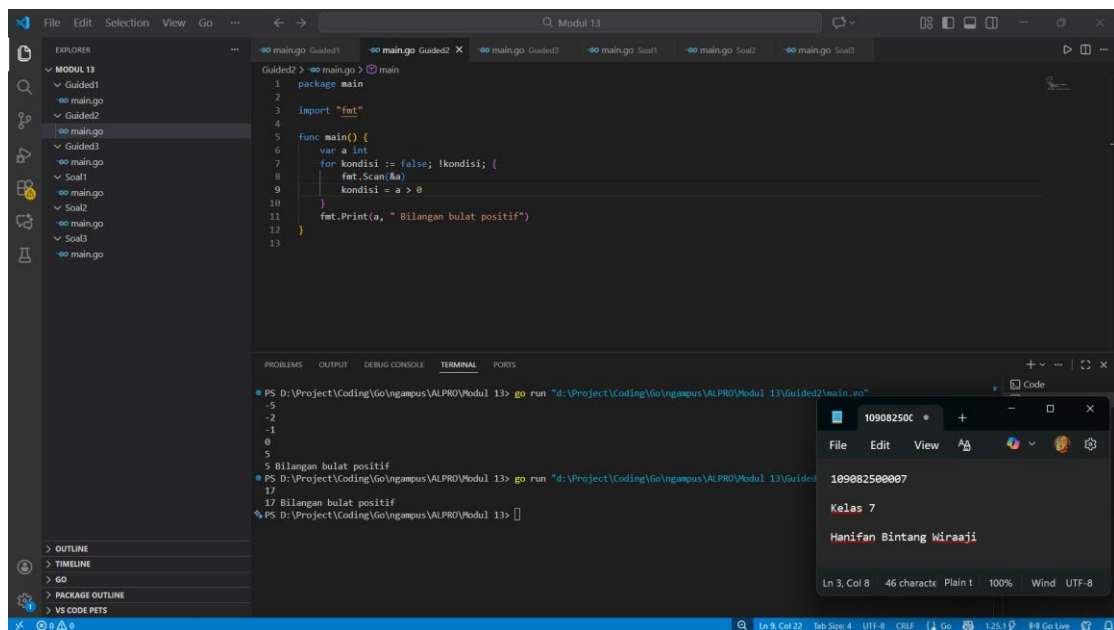 File Edit Selection View Go ... Modul 13
EXPLORER ...
main.go Guided1 main.go Guided2 main.go Guided3 main.go Soal1 main.go Soal2 main.go Soal3
MODUL 13
Guided1
main.go
Guided2
main.go
Guided3
main.go
Soal1
main.go
Soal2
main.go
Soal3
main.go
Guided2 > main.go > main
1 package main
2
3 import "fmt"
4
5 func main() {
6 var a int
7 for kondisi := false; !kondisi; {
8 fmt.Scan(&a)
9 kondisi = a > 0
10 }
11 fmt.Print(a, " Bilangan bulat positif")
12 }
13
PROBLEMS OUTPUT DEBUG CONSOLE TERMINAL PORTS
Code
PS D:\Project\Coding\Go\ngampus\ALPRO\Modul 13> go run "d:\Project\Coding\Go\ngampus\ALPRO\Modul 13\Guided2\main.go"
-5
-2
-1
0
5
5 Bilangan bulat positif
PS D:\Project\Coding\Go\ngampus\ALPRO\Modul 13> go run "d:\Project\Coding\Go\ngampus\ALPRO\Modul 13\Guided
17
17 Bilangan bulat positif
PS D:\Project\Coding\Go\ngampus\ALPRO\Modul 13>
10908250C
File Edit View
109082500007
Kelas 7
Hanifan Bintang Wiraaji
Ln 3, Col 8 46 characte Plain t 100% Wind UTF-8
OUTLINE
TIMELINE
GO
PACKAGE OUTLINE
VS CODE PETS
0 0 Ln 9, Col 22 Tab Size: 4 UTF-8 CRLF Go 1.25.1 Go Live